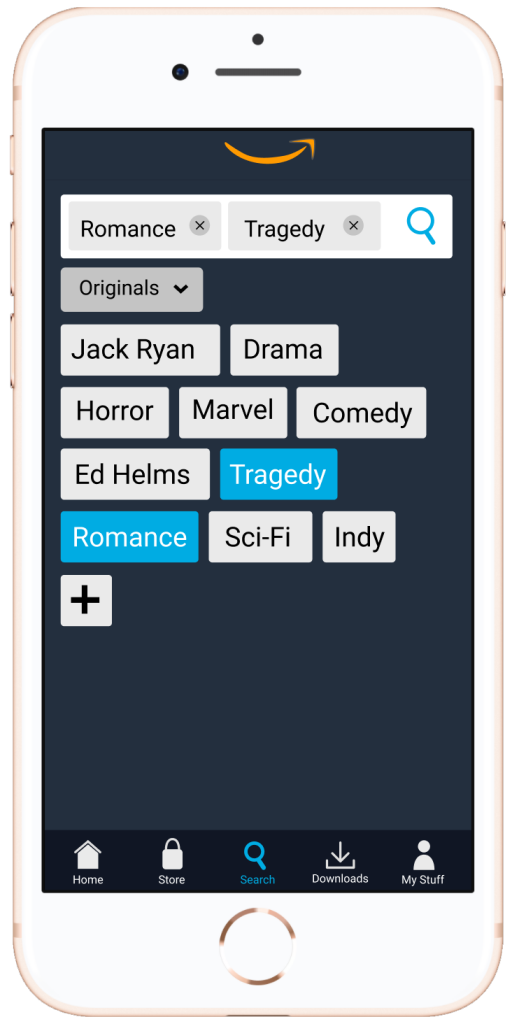 Romance Tragedy
Originals
Jack Ryan Drama
Horror Marvel Comedy
Ed Helms Tragedy
Romance Sci-Fi Indy
+
Home Store Search Downloads My Stuff